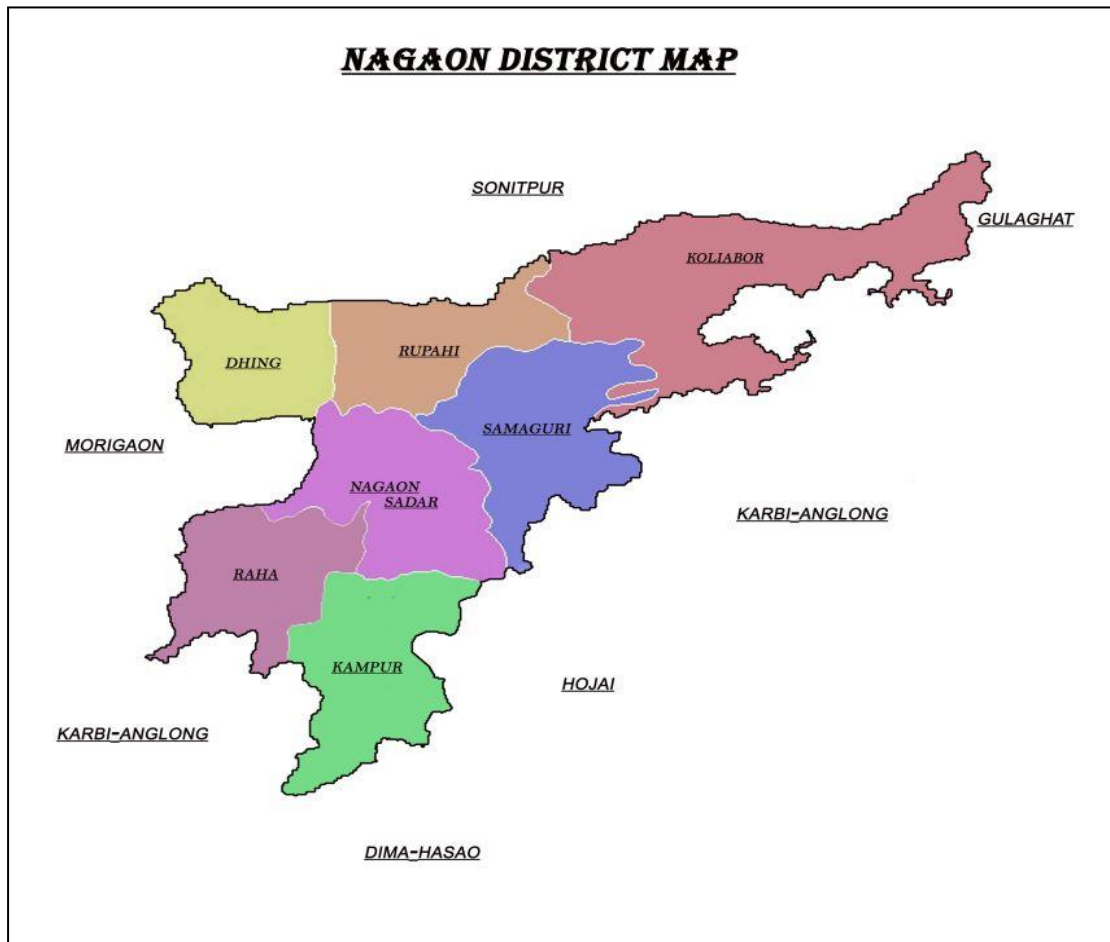 NAGAON DISTRICT MAP
SONITPUR
GULAGHAT
KOLIABOR
RUPAHI
DHING
SAMAGURI
MORIGAON
NAGAON
SADAR
KARBI-ANGLONG
RAHA
KAMPUR
HOJAI
KARBI-ANGLONG
DIMA-HASAO